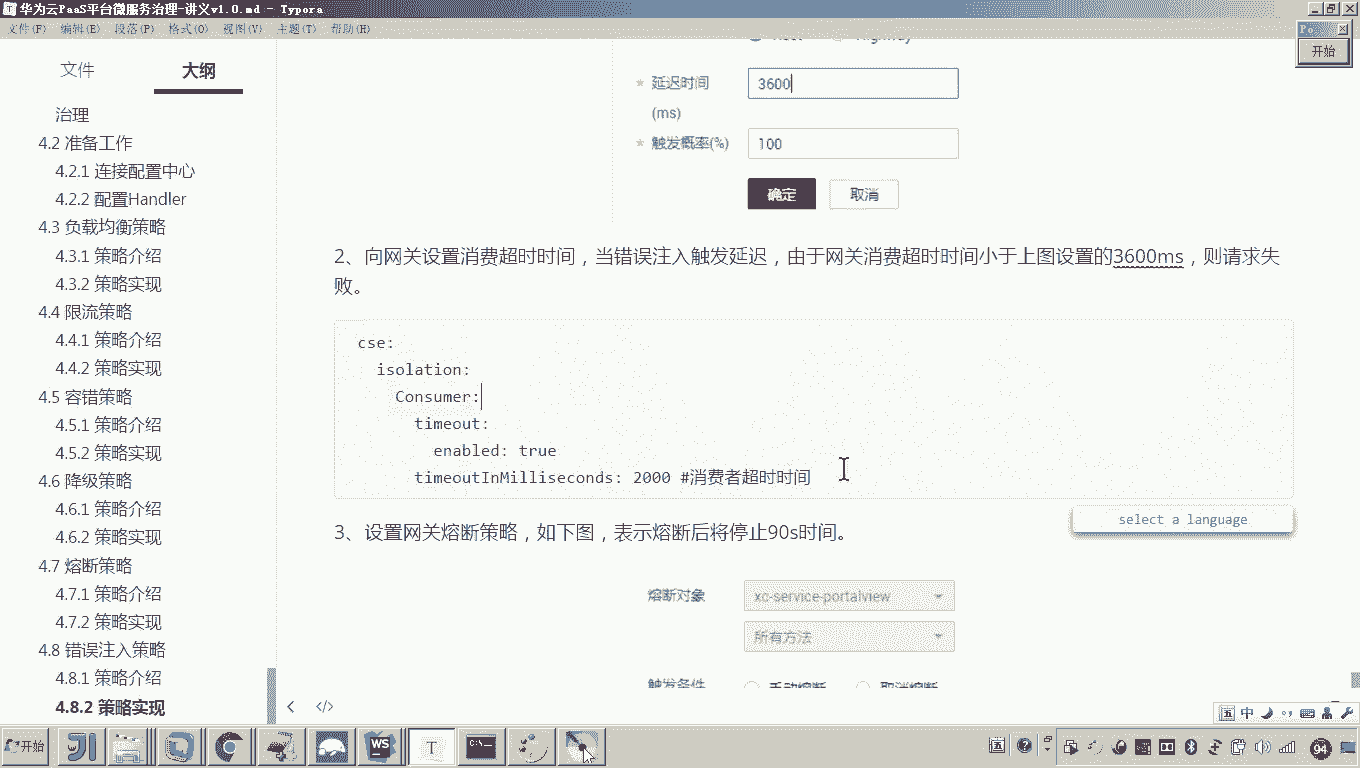 华为云PaaS平台微服务治理-讲义v1.0.md - Typora
文件(F) 编辑(E) 段落(P) 格式(O) 视图(V) 主题(T) 帮助(H)
开始
文件 大纲
治理
4.2 准备工作
4.2.1 连接配置中心
4.2.2 配置Handler
4.3 负载均衡策略
4.3.1 策略介绍
4.3.2 策略实现
4.4 限流策略
4.4.1 策略介绍
4.4.2 策略实现
4.5 容错策略
4.5.1 策略介绍
4.5.2 策略实现
4.6 降级策略
4.6.1 策略介绍
4.6.2 策略实现
4.7 熔断策略
4.7.1 策略介绍
4.7.2 策略实现
4.8 错误注入策略
4.8.1 策略介绍
4.8.2 策略实现
* 延迟时间 3600
(ms)
* 触发概率(%) 100
确定 取消
2、向网关设置消费超时时间，当错误注入触发延迟，由于网关消费超时时间小于上图设置的3600ms，则请求失
败。
cse:
isolation:
Consumer:
timeout:
enabled: true
timeoutInMilliseconds: 2000 #消费者超时时间
select a language
3、设置网关熔断策略，如下图，表示熔断后将停止90s时间。
熔断对象 xc-service-portalview
所有方法
触发条件 手动熔断 取消熔断
开始
WS
T
中
94